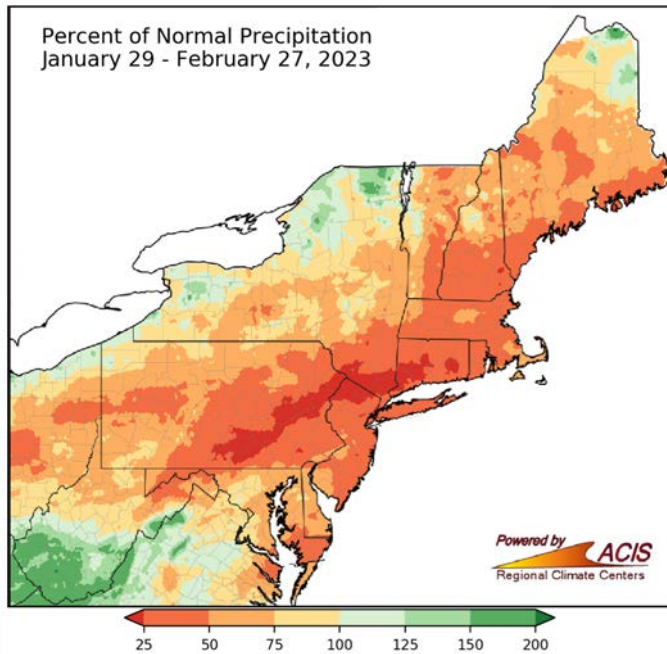 Percent of Normal Precipitation
January 29 - February 27, 2023
Powered by
ACIS
Regional Climate Centers
25 50 75 100 125 150 200